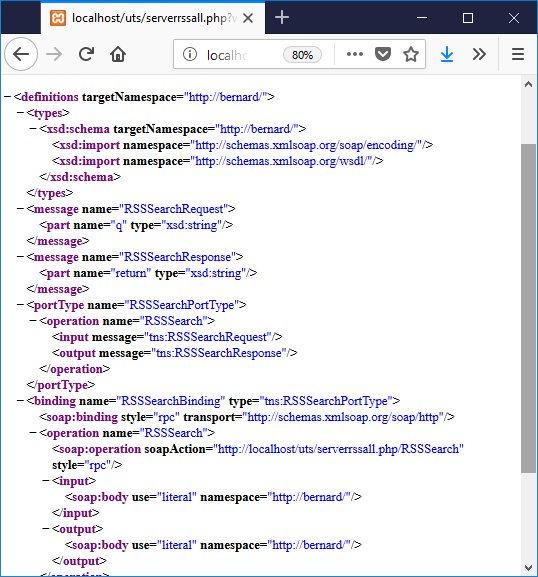 localhost/uts/serverrssall.php?w
localhost
80%
− <definitions targetNamespace="http://bernard/">
− <types>
− <xsd:schema targetNamespace="http://bernard/">
<xsd:import namespace="http://schemas.xmlsoap.org/soap/encoding/"/>
<xsd:import namespace="http://schemas.xmlsoap.org/wsdl/"/>
</xsd:schema>
</types>
− <message name="RSSSearchRequest">
<part name="q" type="xsd:string"/>
</message>
− <message name="RSSSearchResponse">
<part name="return" type="xsd:string"/>
</message>
− <portType name="RSSSearchPortType">
− <operation name="RSSSearch">
<input message="tns:RSSSearchRequest"/>
<output message="tns:RSSSearchResponse"/>
</operation>
</portType>
− <binding name="RSSSearchBinding" type="tns:RSSSearchPortType">
<soap:binding style="rpc" transport="http://schemas.xmlsoap.org/soap/http"/>
− <operation name="RSSSearch">
<soap:operation soapAction="http://localhost/uts/serverrssall.php/RSSSearch"
style="rpc"/>
− <input>
<soap:body use="literal" namespace="http://bernard/"/>
</input>
− <output>
<soap:body use="literal" namespace="http://bernard/"/>
</output>
</operation>